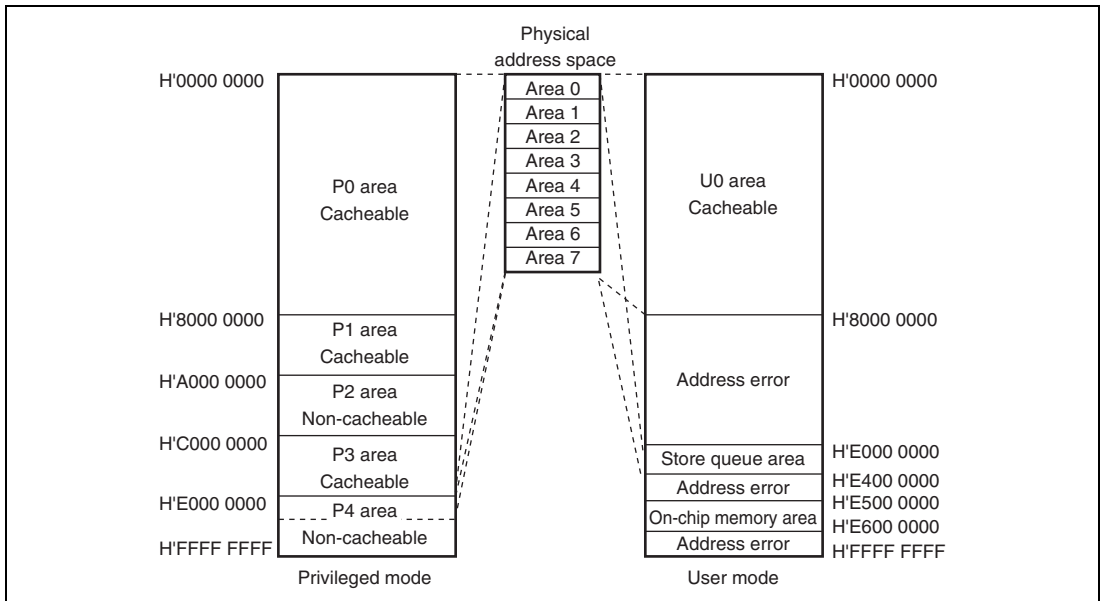 Physical
address space
H'0000 0000
H'0000 0000
Area 0
Area 1
Area 2
Area 3
Area 4
Area 5
Area 6
Area 7
P0 area
Cacheable
U0 area
Cacheable
H'8000 0000
H'8000 0000
P1 area
Cacheable
H'A000 0000
P2 area
Non-cacheable
Address error
H'C000 0000
P3 area
Cacheable
Store queue area
H'E000 0000
Address error
H'E400 0000
H'E000 0000
P4 area
H'E500 0000
On-chip memory area
H'E600 0000
Non-cacheable
Address error
H'FFFF FFFF
H'FFFF FFFF
Privileged mode
User mode